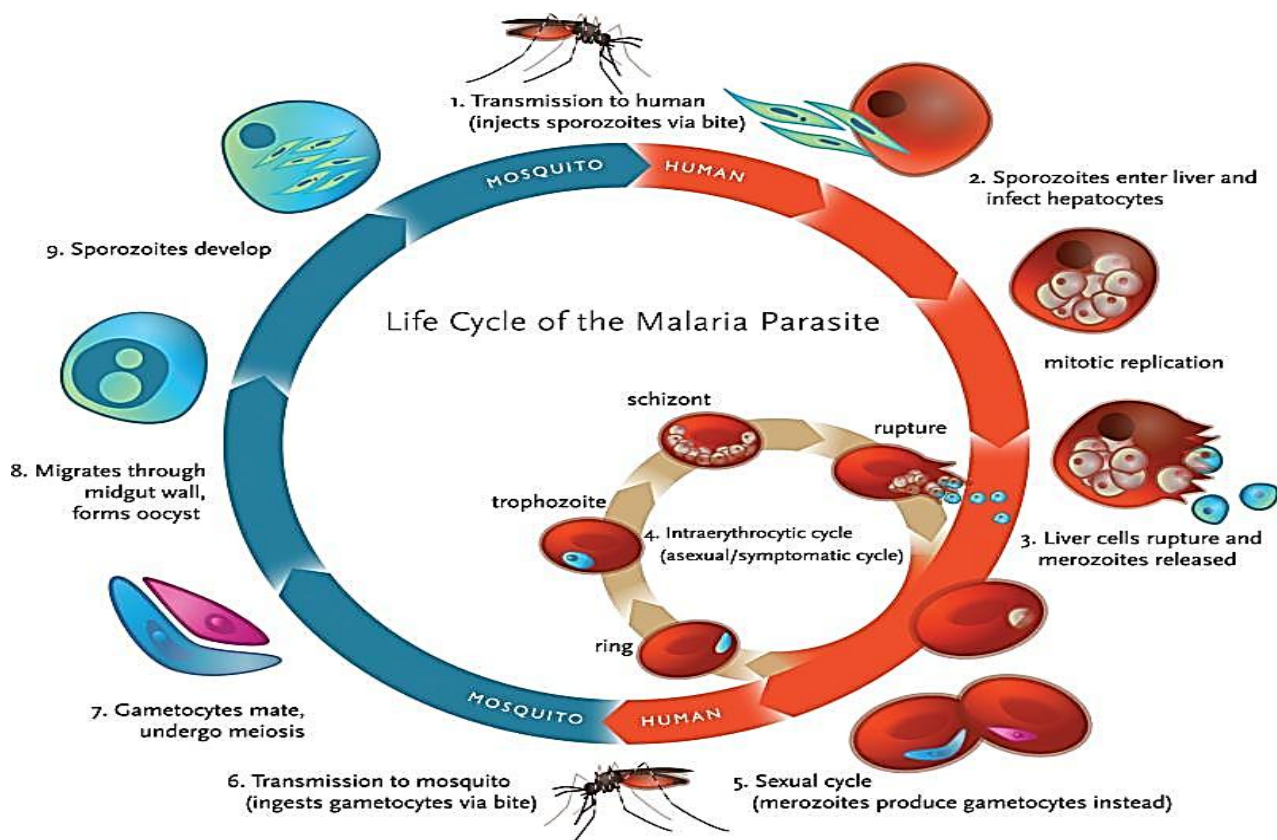 1. Transmission to human
(injects sporozoites via bite)
MOSQUITO
HUMAN
2. Sporozoites enter liver and
infect hepatocytes
9. Sporozoites develop
Life Cycle of the Malaria Parasite
mitotic replication
schizont
rupture
8. Migrates through
midgut wall,
forms oocyst
trophozoite
4. Intraerythrocytic cycle
(asexual/symptomatic cycle)
3. Liver cells rupture and
merozoites released
ring
7. Gametocytes mate,
undergo meiosis
MOSQUITO
HUMAN
6. Transmission to mosquito
(ingests gametocytes via bite)
5. Sexual cycle
(merozoites produce gametocytes instead)